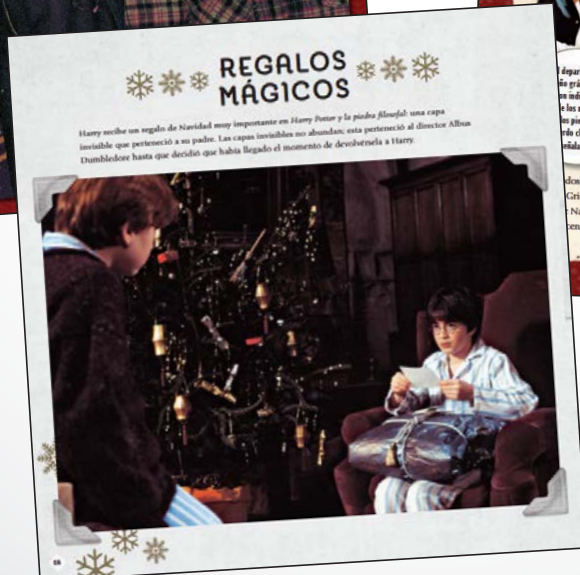 REGALOS
MÁGICOS
Harry recibe un regalo de Navidad muy importante en Harry Potter y la piedra filosofal: una capa
invisible que perteneció a su padre. Las capas invisibles no abundan; esta perteneció al director Albus
Dumbledore hasta que decidió que había llegado el momento de devolvérsela a Harry.